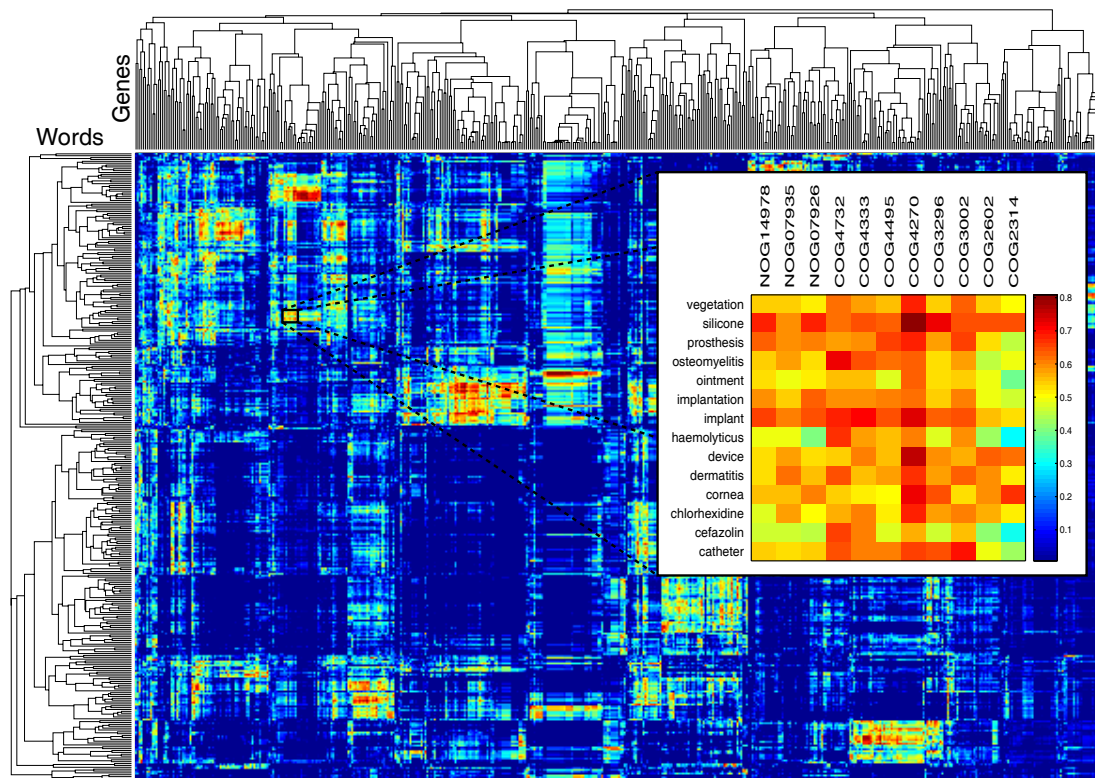 Genes
Words
NOG14978
NOG07935
NOG07926
COG4732
COG4333
COG4495
COG4270
COG3296
COG3002
COG2602
COG2314
vegetation
silicone
prosthesis
osteomyelitis
ointment
implantation
implant
haemolyticus
device
dermatitis
cornea
chlorhexidine
cefazolin
catheter
0.8
0.7
0.6
0.5
0.4
0.3
0.2
0.1